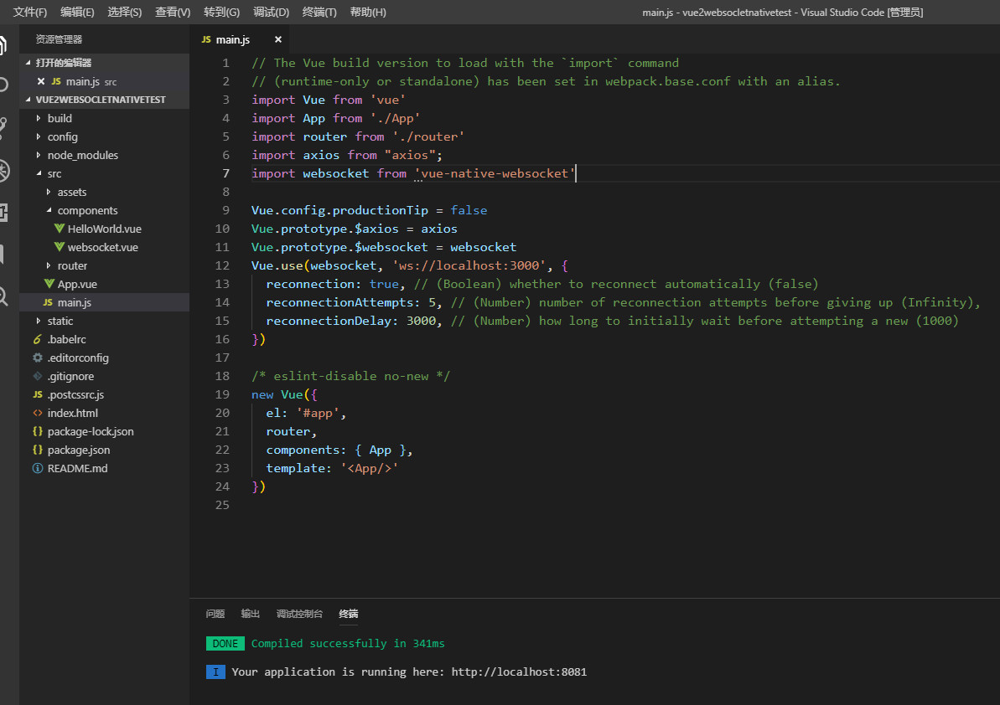 文件(F) 编辑(E) 选择(S) 查看(V) 转到(G) 调试(D) 终端(T) 帮助(H) main.js - vue2websocletnativetest - Visual Studio Code [管理员]
资源管理器
打开的编辑器
JS main.js src
VUE2WEBSOCLETNATIVETEST
build
config
node_modules
src
assets
components
HelloWorld.vue
websocket.vue
router
App.vue
JS main.js
static
.babelrc
.editorconfig
.gitignore
JS .postcssrc.js
<> index.html
{} package-lock.json
{} package.json
README.md
JS main.js ×
1 // The Vue build version to load with the `import` command
2 // (runtime-only or standalone) has been set in webpack.base.conf with an alias.
3 import Vue from 'vue'
4 import App from './App'
5 import router from './router'
6 import axios from "axios";
7 import websocket from 'vue-native-websocket'
8
9 Vue.config.productionTip = false
10 Vue.prototype.$axios = axios
11 Vue.prototype.$websocket = websocket
12 Vue.use(websocket, 'ws://localhost:3000', {
13 reconnection: true, // (Boolean) whether to reconnect automatically (false)
14 reconnectionAttempts: 5, // (Number) number of reconnection attempts before giving up (Infinity),
15 reconnectionDelay: 3000, // (Number) how long to initially wait before attempting a new (1000)
16 })
17
18 /* eslint-disable no-new */
19 new Vue({
20 el: '#app',
21 router,
22 components: { App },
23 template: '<App/>'
24 })
25
问题 输出 调试控制台 终端
DONE Compiled successfully in 341ms
I Your application is running here: http://localhost:8081